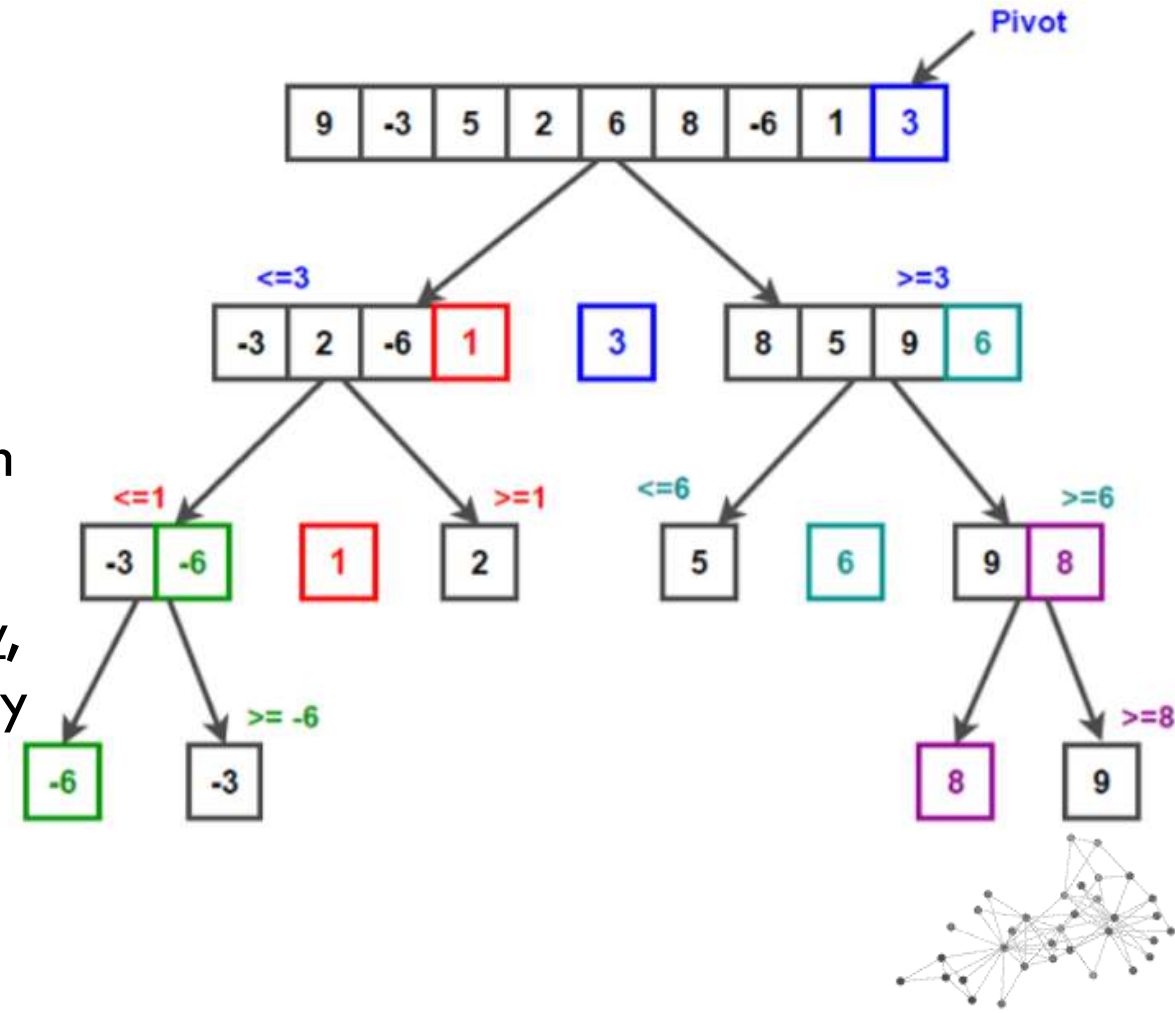 Pivot
9 -3 5 2 6 8 -6 1 3
<=3 >=3
-3 2 -6 1 3 8 5 9 6
<=1 >=1 <=6 >=6
-3 -6 1 2 5 6 9 8
>= -6 >=8
-6 -3 8 9